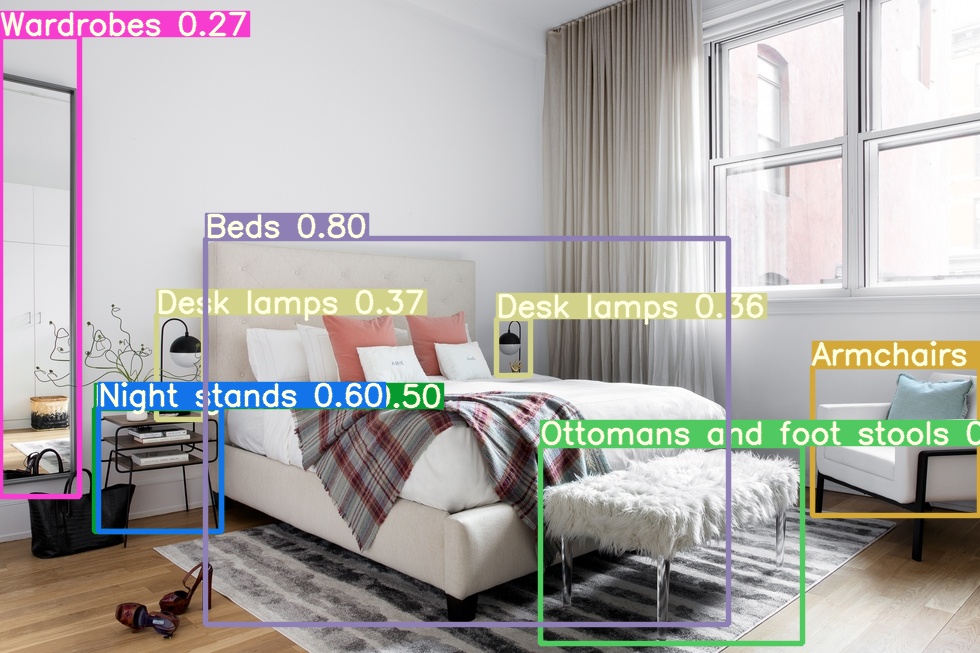 Wardrobes 0.27
Beds 0.80
Desk lamps 0.37
Desk lamps 0.36
Armchairs
Night stands 0.60
0.50
Ottomans and foot stools 0